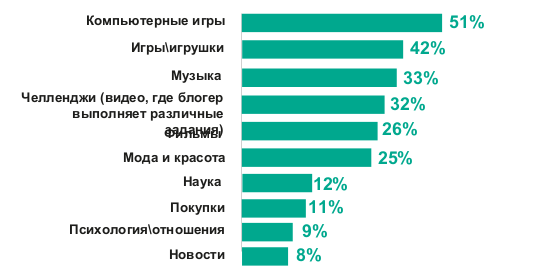 Компьютерные игры 51%
Игры\игрушки 42%
Музыка 33%
Челленджи (видео, где блогер
выполняет различные 32%
задания)
Фильмы 26%
Мода и красота 25%
Наука 12%
Покупки 11%
Психология\отношения 9%
Новости 8%